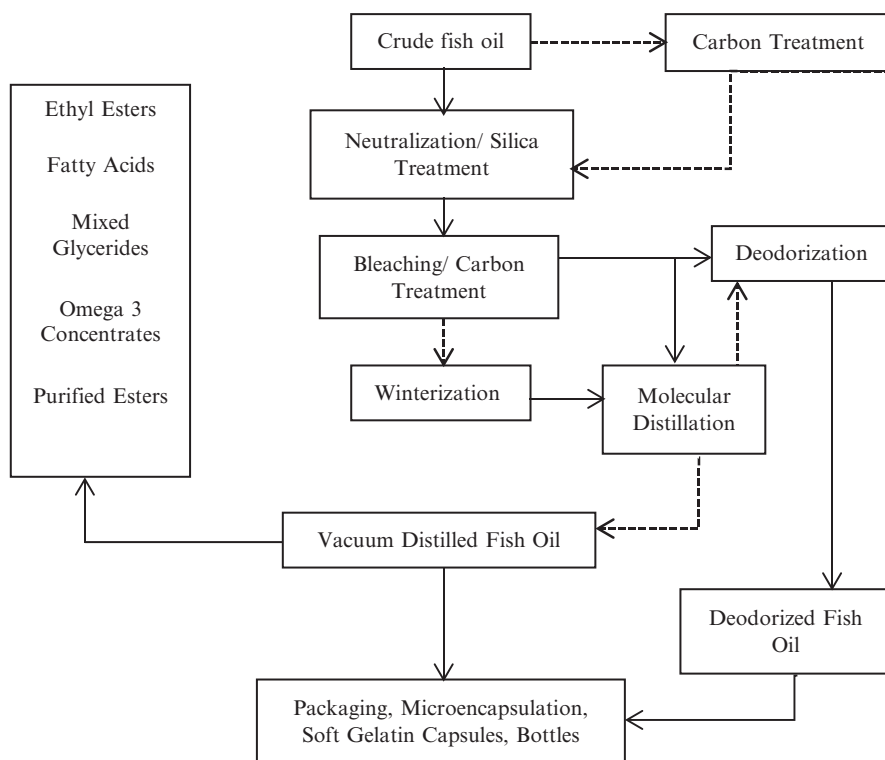 Crude fish oil
Carbon Treatment
Ethyl Esters
Fatty Acids
Mixed
Glycerides
Omega 3
Concentrates
Purified Esters
Neutralization/ Silica
Treatment
Bleaching/ Carbon
Treatment
Deodorization
Winterization
Molecular
Distillation
Vacuum Distilled Fish Oil
Deodorized Fish
Oil
Packaging, Microencapsulation,
Soft Gelatin Capsules, Bottles